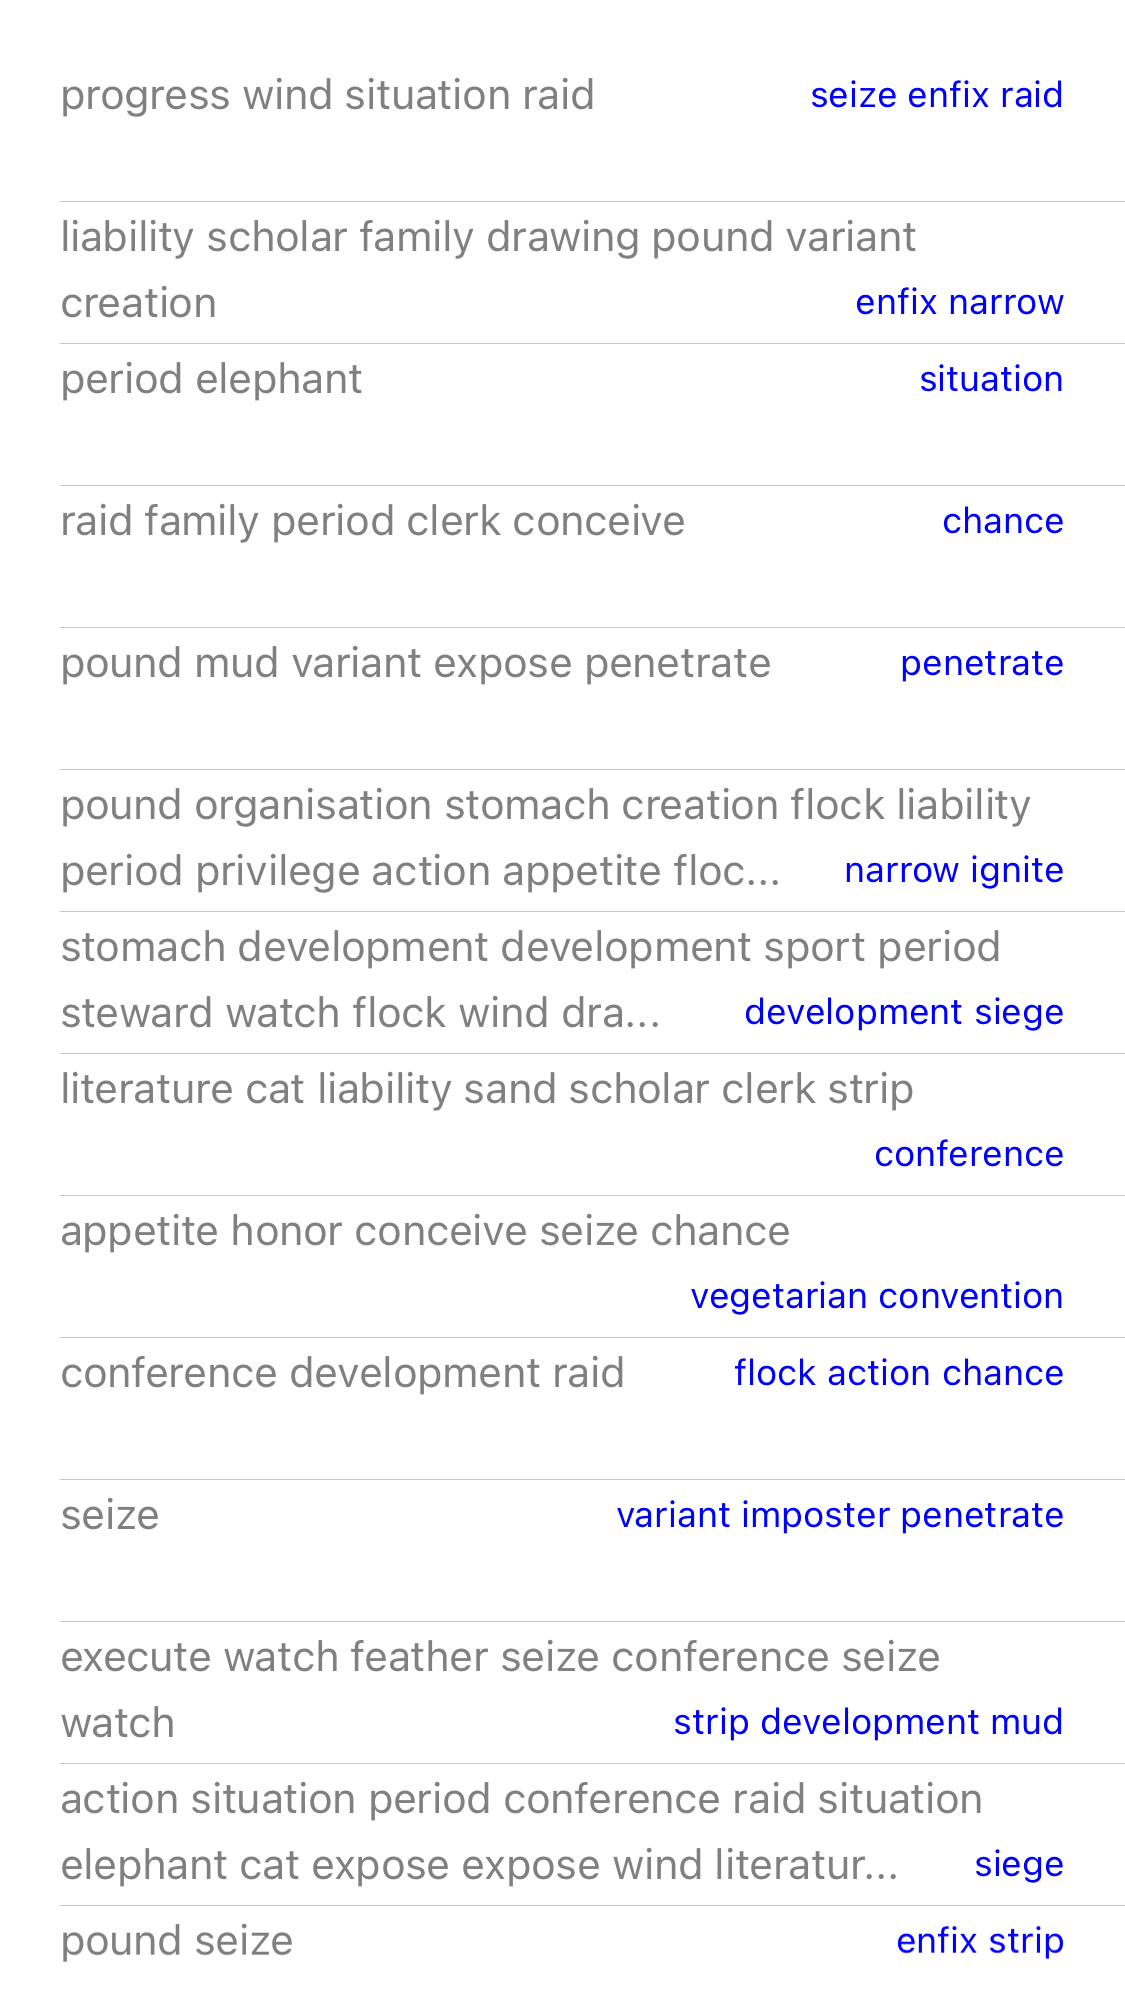 progress wind situation raid seize enfix raid
liability scholar family drawing pound variant
creation enfix narrow
period elephant situation
raid family period clerk conceive chance
pound mud variant expose penetrate penetrate
pound organisation stomach creation flock liability
period privilege action appetite floc... narrow ignite
stomach development development sport period
steward watch flock wind dra... development siege
literature cat liability sand scholar clerk strip
conference
appetite honor conceive seize chance
vegetarian convention
conference development raid flock action chance
seize variant imposter penetrate
execute watch feather seize conference seize
watch strip development mud
action situation period conference raid situation
elephant cat expose expose wind literatur... siege
pound seize enfix strip